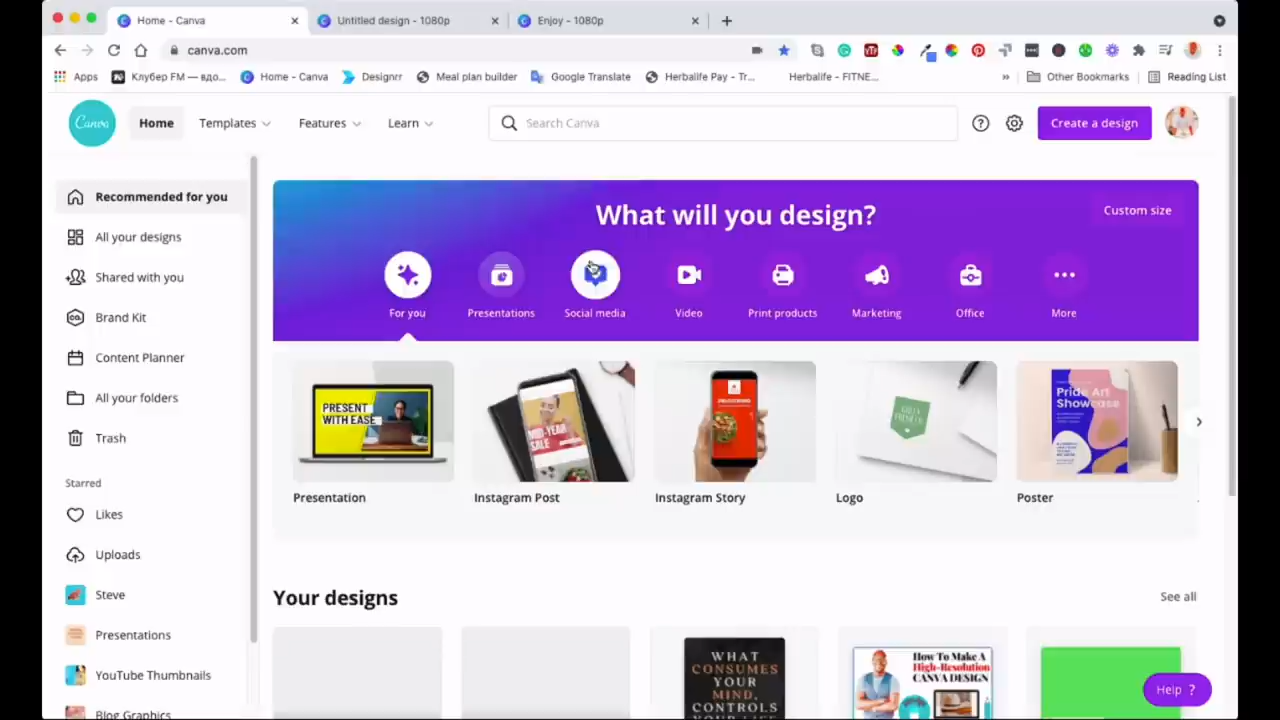 Home - Canva
Untitled design - 1080p
Enjoy - 1080p
canva.com
Apps
Клубер FM — вдо...
Home - Canva
Designrr
Meal plan builder
Google Translate
Herbalife Pay - Tr...
Herbalife - FITNE...
Other Bookmarks
Reading List
Canva
Home
Templates
Features
Learn
Search Canva
Create a design
Recommended for you
All your designs
Shared with you
Brand Kit
Content Planner
All your folders
Trash
Starred
Likes
Uploads
Steve
Presentations
YouTube Thumbnails
Blog Graphics
What will you design?
Custom size
For you
Presentations
Social media
Video
Print products
Marketing
Office
More
PRESENT
WITH EASE
MID-YEAR
SALE
Pride Art
Showcase
Presentation
Instagram Post
Instagram Story
Logo
Poster
Your designs
See all
WHAT
CONSUMES
YOUR
MIND,
CONTROLS
YOUR LIFE
How To Make A
High-Resolution
CANVA DESIGN
Help ?